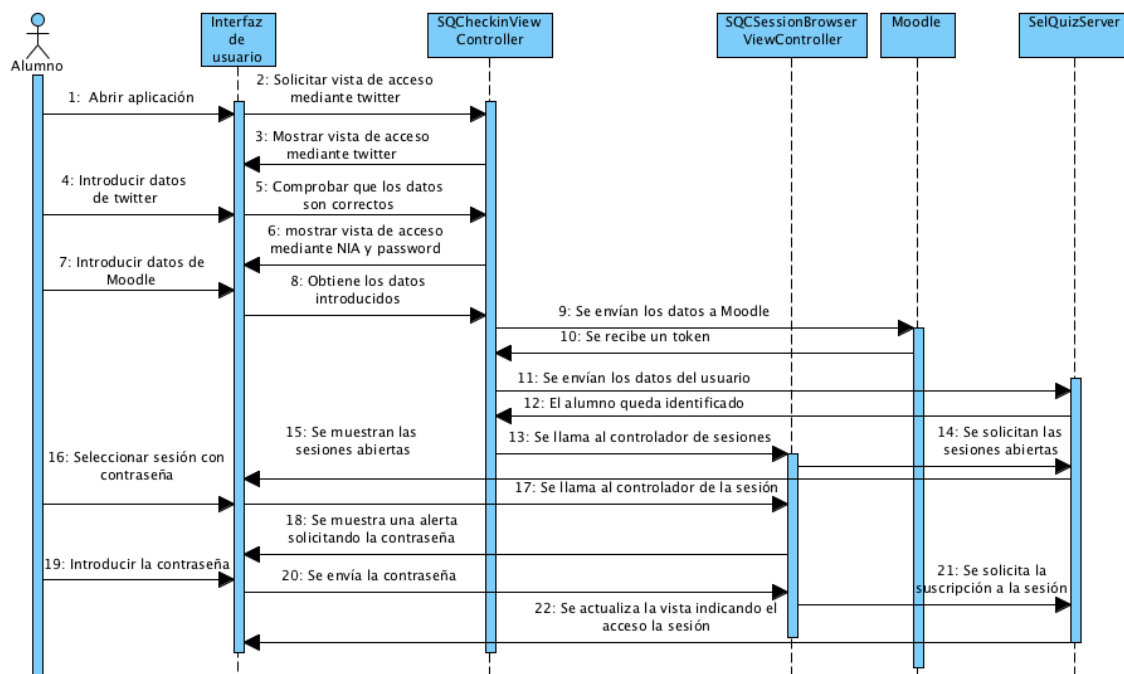 Alumno
Interfaz
de
usuario
SQCheckinView
Controller
SQCSessionBrowser
ViewController
Moodle
SelQuizServer
1: Abrir aplicación
2: Solicitar vista de acceso
mediante twitter
3: Mostrar vista de acceso
mediante twitter
4: Introducir datos
de twitter
5: Comprobar que los datos
son correctos
6: mostrar vista de acceso
mediante NIA y password
7: Introducir datos de
Moodle
8: Obtiene los datos
introducidos
9: Se envían los datos a Moodle
10: Se recibe un token
11: Se envían los datos del usuario
12: El alumno queda identificado
13: Se llama al controlador de sesiones
14: Se solicitan las
sesiones abiertas
15: Se muestran las
sesiones abiertas
16: Seleccionar sesión con
contraseña
17: Se llama al controlador de la sesión
18: Se muestra una alerta
solicitando la contraseña
19: Introducir la contraseña
20: Se envía la contraseña
21: Se solicita la
suscripción a la sesión
22: Se actualiza la vista indicando el
acceso la sesión